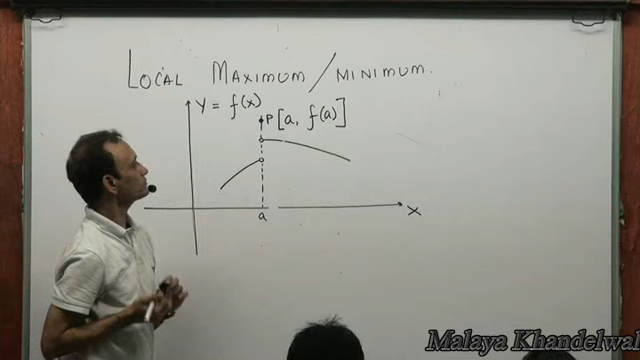 LOCAL MAXIMUM / MINIMUM.
Y = f(x)
P[a, f(a)]
a
X
Malaya Khandelwal